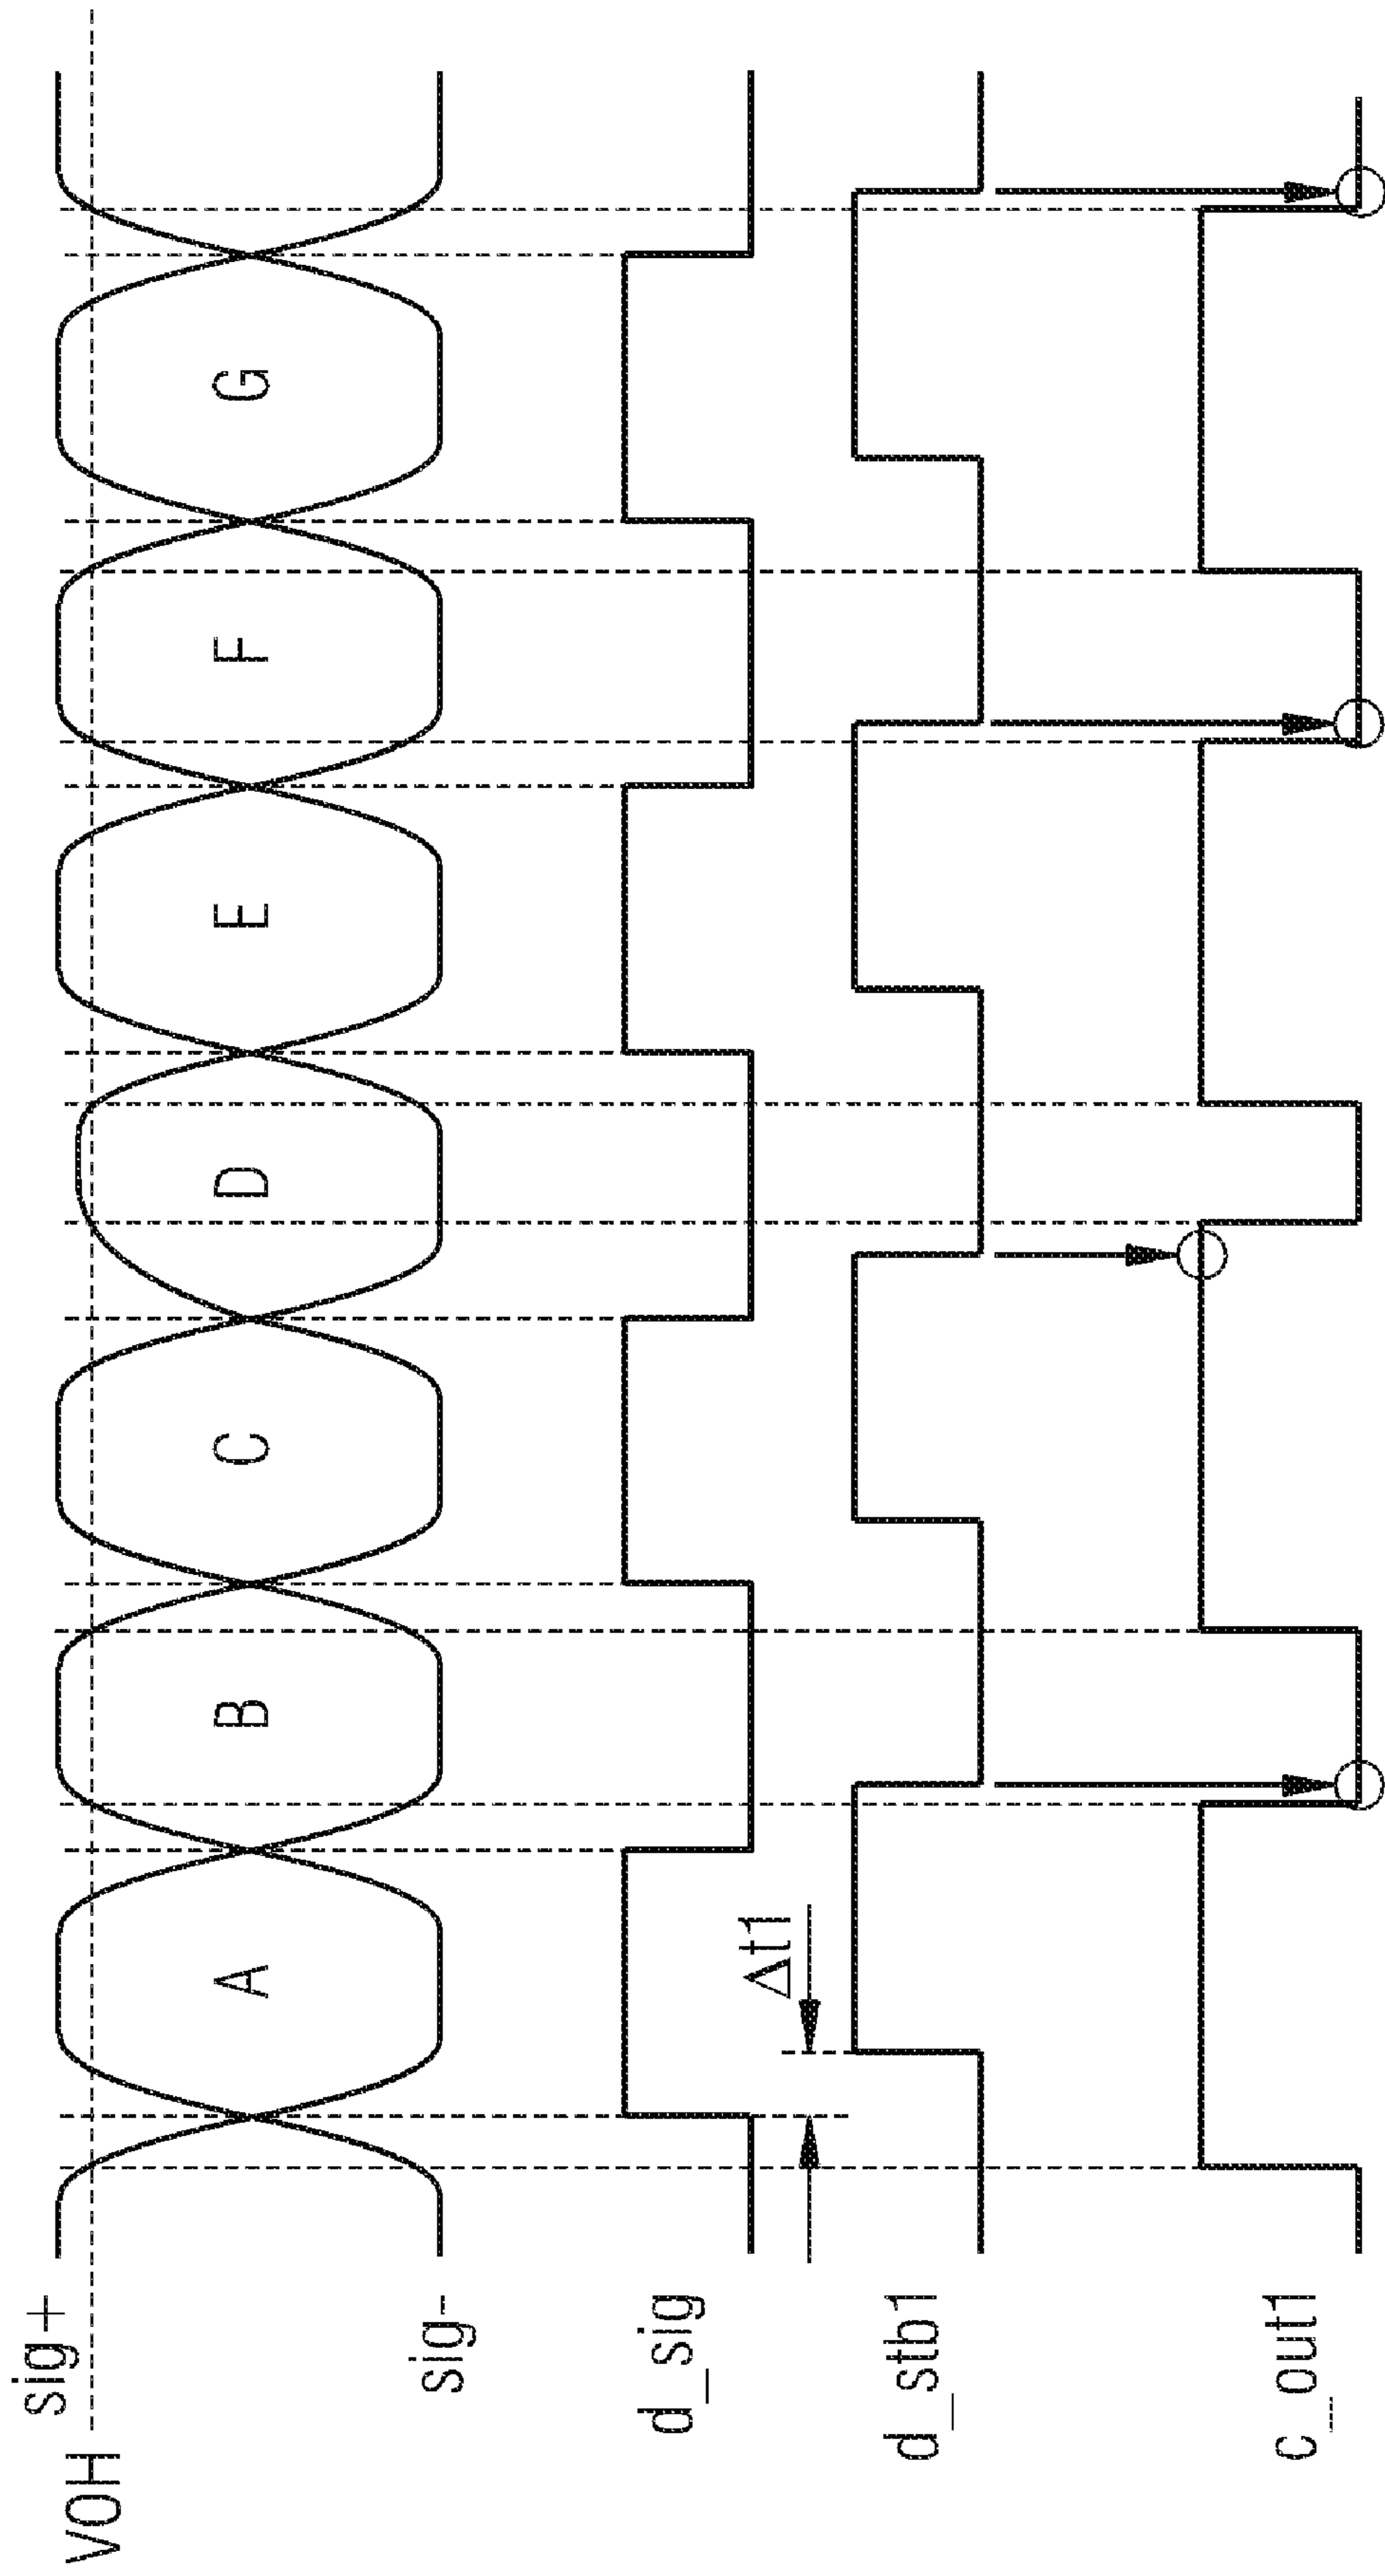 sig+
VOH
A B C D E F G
sig-
d_sig
Δt1
d_stb1
c_out1